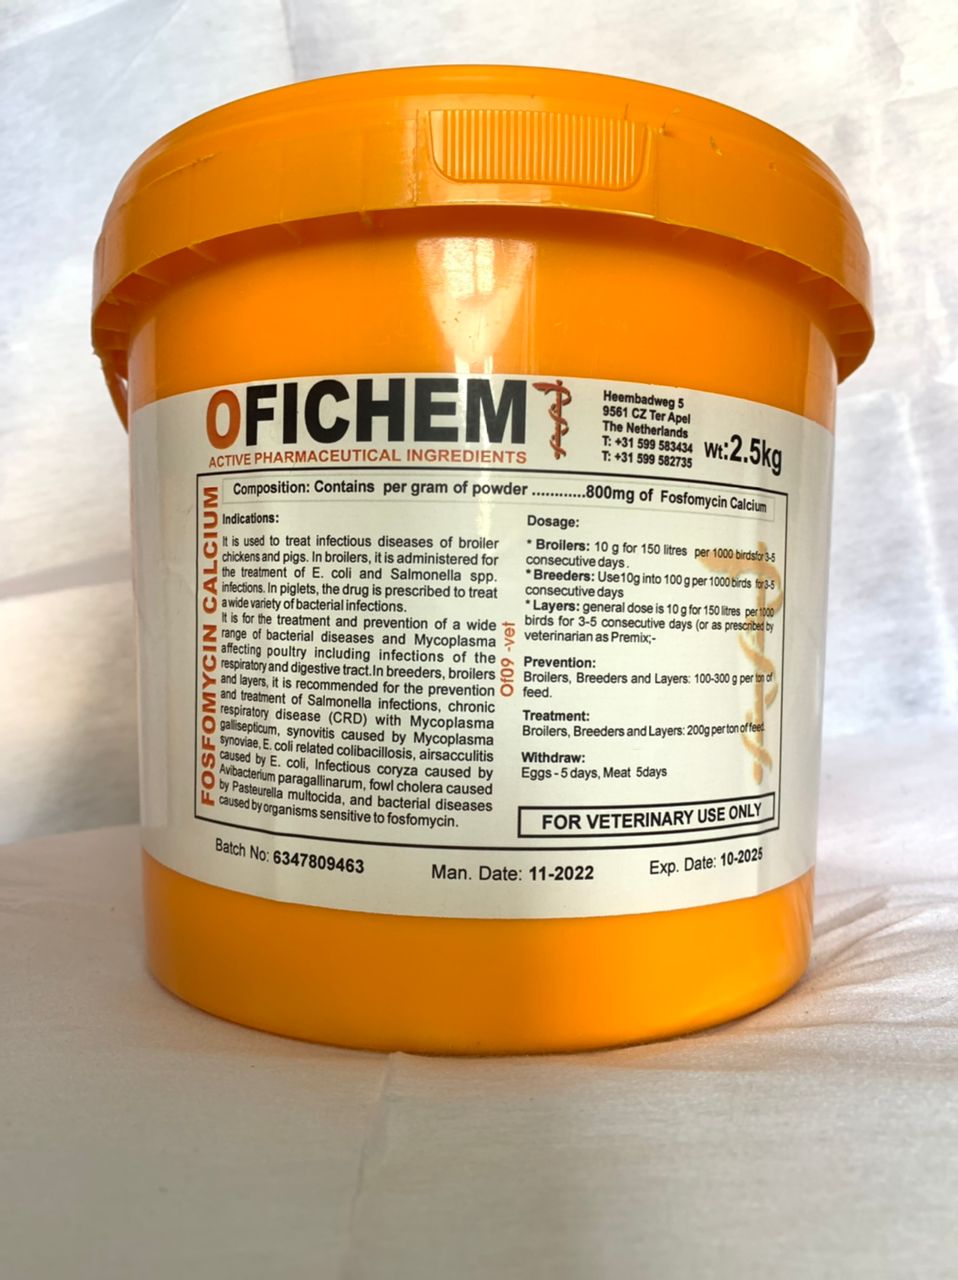 OFICHEM
ACTIVE PHARMACEUTICAL INGREDIENTS
Heembadweg 5
9561 CZ Ter Apel
The Netherlands
T: +31 599 583434
T: +31 599 582735
Wt:2.5kg
Composition: Contains per gram of powder ............800mg of Fosfomycin Calcium
FOSFOMYCIN CALCIUM
Indications:
It is used to treat infectious diseases of broiler
chickens and pigs. In broilers, it is administered for
the treatment of E. coli and Salmonella spp.
infections. In piglets, the drug is prescribed to treat
a wide variety of bacterial infections.
It is for the treatment and prevention of a wide
range of bacterial diseases and Mycoplasma
affecting poultry including infections of the
respiratory and digestive tract.In breeders, broilers
and layers, it is recommended for the prevention
and treatment of Salmonella infections, chronic
respiratory disease (CRD) with Mycoplasma
gallisepticum, synovitis caused by Mycoplasma
synoviae, E. coli related colibacillosis, airsacculitis
caused by E. coli, Infectious coryza caused by
Avibacterium paragallinarum, fowl cholera caused
by Pasteurella multocida, and bacterial diseases
caused by organisms sensitive to fosfomycin.
Of09 -vet
Dosage:
* Broilers: 10 g for 150 litres per 1000 birdsfor 3-5
consecutive days .
* Breeders: Use10g into 100 g per 1000 birds for3-5
consecutive days
* Layers: general dose is 10 g for 150 litres per 1000
birds for 3-5 consecutive days (or as prescribed by
veterinarian as Premix;-
Prevention:
Broilers, Breeders and Layers: 100-300 g per ton of
feed.
Treatment:
Broilers, Breeders and Layers: 200g per ton of feed
Withdraw:
Eggs - 5 days, Meat 5days
FOR VETERINARY USE ONLY
Batch No: 6347809463
Man. Date: 11-2022
Exp. Date: 10-2025